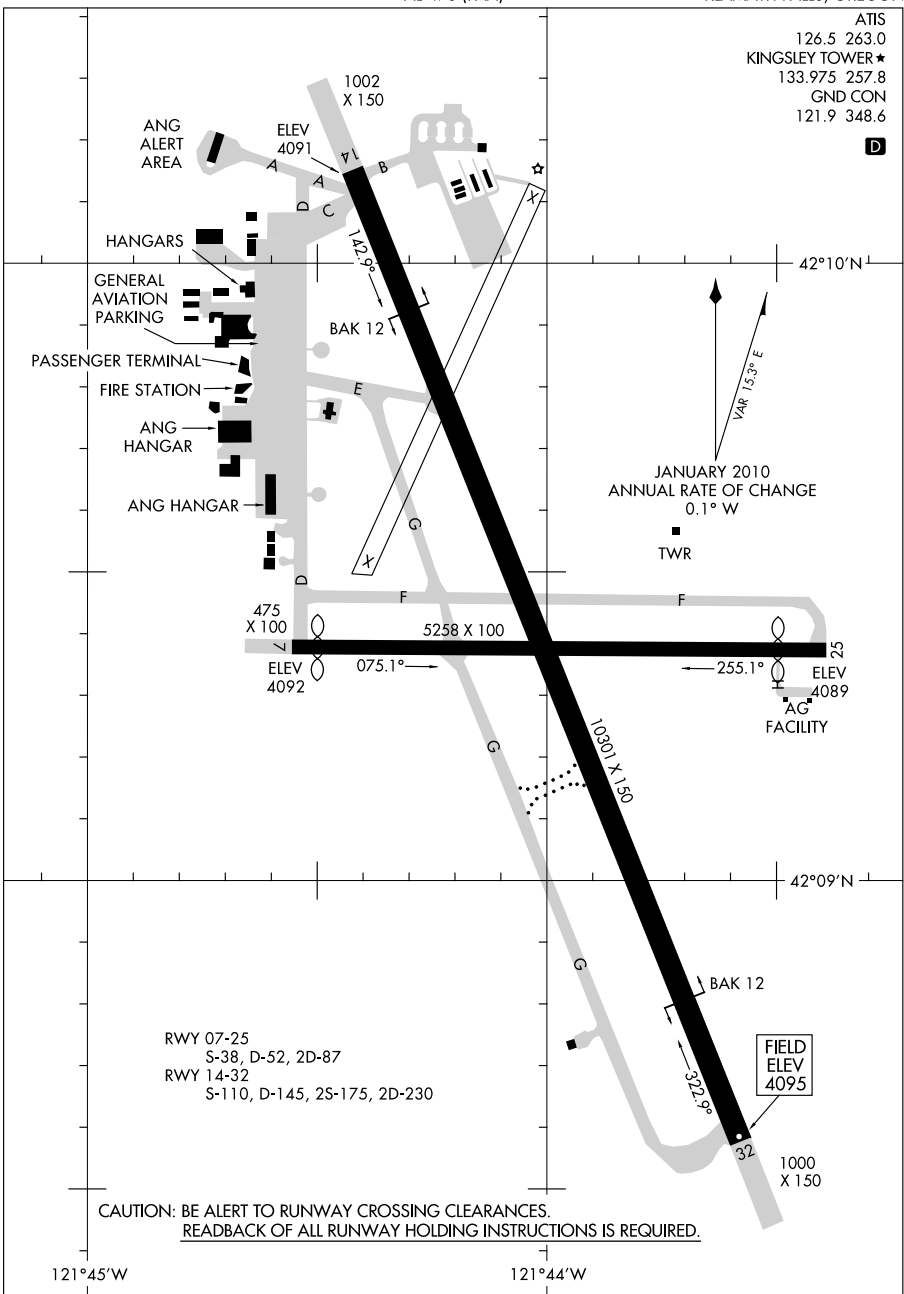 ATIS
126.5 263.0
KINGSLEY TOWER★
133.975 257.8
GND CON
121.9 348.6
D
1002
X 150
ANG
ALERT
AREA
ELEV
4091
14
A
A
B
C
D
142.9°
X
HANGARS
42°10'N
GENERAL
AVIATION
PARKING
BAK 12
PASSENGER TERMINAL
FIRE STATION
E
VAR 15.3° E
ANG
HANGAR
ANG HANGAR
JANUARY 2010
ANNUAL RATE OF CHANGE
0.1° W
G
TWR
X
D
F
F
475
X 100
5258 X 100
7
25
ELEV
4092
075.1°
255.1°
ELEV
4089
AG
FACILITY
G
10301 X 150
42°09'N
G
BAK 12
RWY 07-25
S-38, D-52, 2D-87
RWY 14-32
S-110, D-145, 2S-175, 2D-230
322.9°
FIELD
ELEV
4095
32
1000
X 150
CAUTION: BE ALERT TO RUNWAY CROSSING CLEARANCES.
READBACK OF ALL RUNWAY HOLDING INSTRUCTIONS IS REQUIRED.
121°45'W
121°44'W